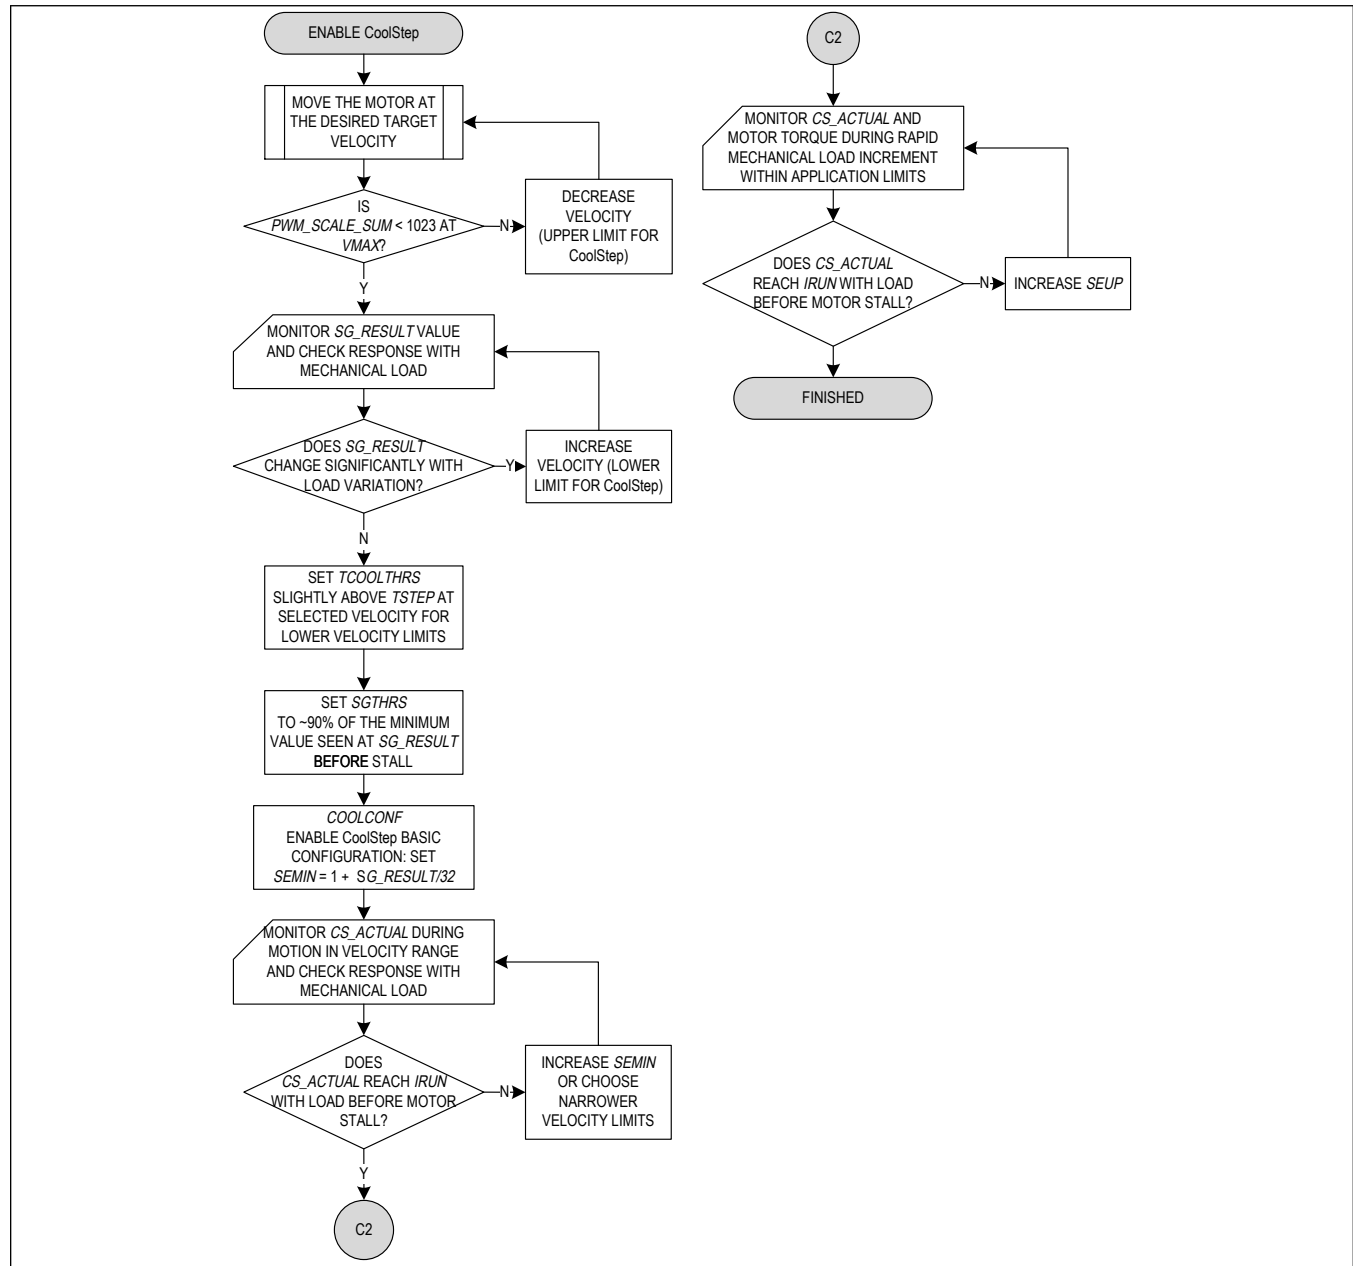 ENABLE CoolStep
MOVE THE MOTOR AT
THE DESIRED TARGET
VELOCITY
IS
PWM_SCALE_SUM < 1023 AT
VMAX?
N
DECREASE
VELOCITY
(UPPER LIMIT FOR
CoolStep)
Y
MONITOR SG_RESULT VALUE
AND CHECK RESPONSE WITH
MECHANICAL LOAD
DOES SG_RESULT
CHANGE SIGNIFICANTLY WITH
LOAD VARIATION?
Y
INCREASE
VELOCITY (LOWER
LIMIT FOR CoolStep)
N
SET TCOOLTHRS
SLIGHTLY ABOVE TSTEP AT
SELECTED VELOCITY FOR
LOWER VELOCITY LIMITS
SET SGTHRS
TO ~90% OF THE MINIMUM
VALUE SEEN AT SG_RESULT
BEFORE STALL
COOLCONF
ENABLE CoolStep BASIC
CONFIGURATION: SET
SEMIN = 1 + SG_RESULT/32
MONITOR CS_ACTUAL DURING
MOTION IN VELOCITY RANGE
AND CHECK RESPONSE WITH
MECHANICAL LOAD
DOES
CS_ACTUAL REACH IRUN
WITH LOAD BEFORE MOTOR
STALL?
N
INCREASE SEMIN
OR CHOOSE
NARROWER
VELOCITY LIMITS
Y
C2
C2
MONITOR CS_ACTUAL AND
MOTOR TORQUE DURING RAPID
MECHANICAL LOAD INCREMENT
WITHIN APPLICATION LIMITS
DOES CS_ACTUAL
REACH IRUN WITH LOAD
BEFORE MOTOR STALL?
N
INCREASE SEUP
FINISHED